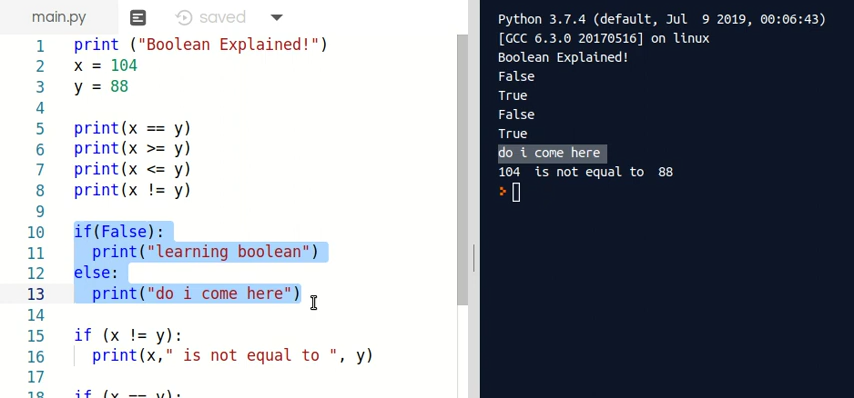 main.py
saved
1 print ("Boolean Explained!")
2 x = 104
3 y = 88
4
5 print(x == y)
6 print(x >= y)
7 print(x <= y)
8 print(x != y)
9
10 if(False):
11 print("learning boolean")
12 else:
13 print("do i come here")
14
15 if (x != y):
16 print(x," is not equal to ", y)
17
18 if (x == y):
Python 3.7.4 (default, Jul 9 2019, 00:06:43)
[GCC 6.3.0 20170516] on linux
Boolean Explained!
False
True
False
True
do i come here
104 is not equal to 88
>